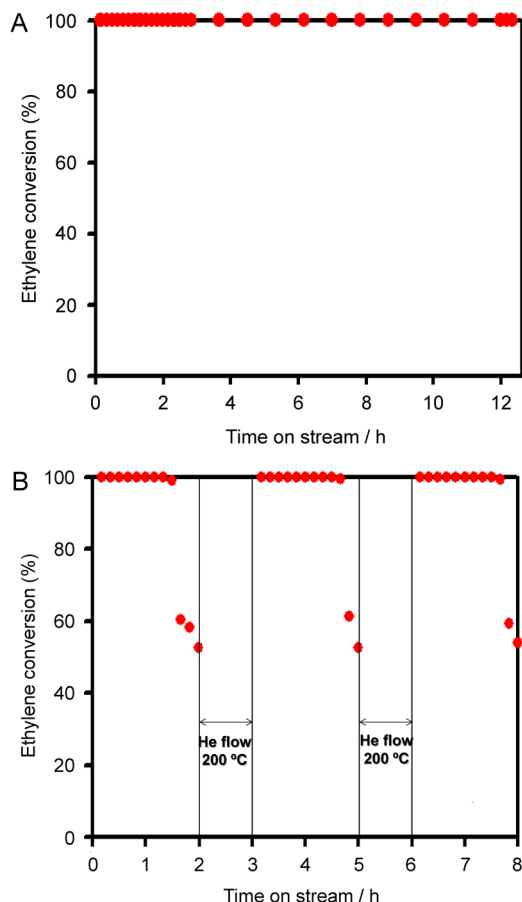 A
100
80
60
40
20
0
Ethylene conversion (%)
0 2 4 6 8 10 12
Time on stream / h
B
100
80
60
40
20
0
Ethylene conversion (%)
He flow
200 ºC
He flow
200 ºC
0 1 2 3 4 5 6 7 8
Time on stream / h